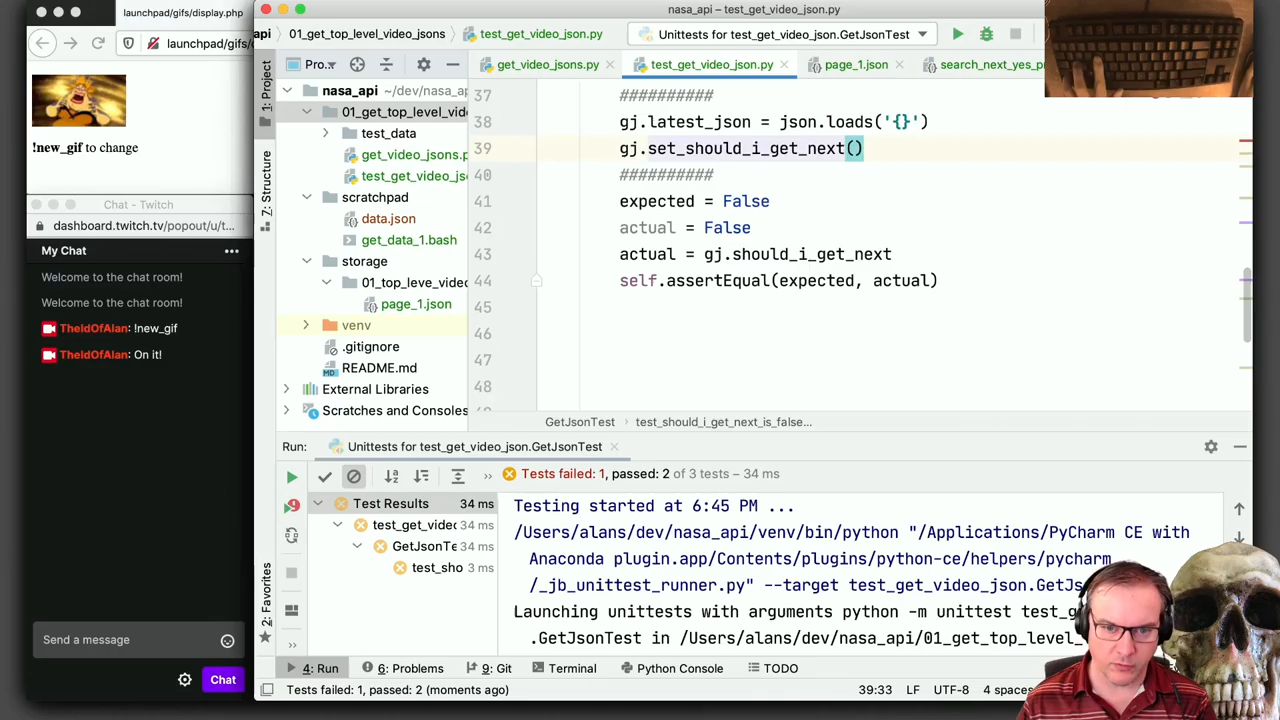 launchpad/gifs/display.php
launchpad/gifs/
!new_gif to change
Chat - Twitch
dashboard.twitch.tv/popout/u/t...
My Chat
Welcome to the chat room!
Welcome to the chat room!
TheIdOfAlan: !new_gif
TheIdOfAlan: On it!
Send a message
Chat
nasa_api – test_get_video_json.py
api
01_get_top_level_video_jsons
test_get_video_json.py
Unittests for test_get_video_json.GetJsonTest
Pro...
get_video_jsons.py
test_get_video_json.py
page_1.json
search_next_yes_pr
1: Project
7: Structure
2: Favorites
nasa_api ~/dev/nasa_a
01_get_top_level_vide
test_data
get_video_jsons.p
test_get_video_js
scratchpad
data.json
get_data_1.bash
storage
01_top_leve_video
page_1.json
venv
.gitignore
README.md
External Libraries
Scratches and Consoles
37 ##########
38 gj.latest_json = json.loads('{}')
39 gj.set_should_i_get_next()
40 ##########
41 expected = False
42 actual = False
43 actual = gj.should_i_get_next
44 self.assertEqual(expected, actual)
45
46
47
48
GetJsonTest
test_should_i_get_next_is_false...
Run:
Unittests for test_get_video_json.GetJsonTest
Tests failed: 1, passed: 2 of 3 tests – 34 ms
Test Results 34 ms
test_get_videc 34 ms
GetJsonTe 34 ms
test_sho 3 ms
Testing started at 6:45 PM ...
/Users/alans/dev/nasa_api/venv/bin/python "/Applications/PyCharm CE with
Anaconda plugin.app/Contents/plugins/python-ce/helpers/pycharm
/_jb_unittest_runner.py" --target test_get_video_json.GetJs
Launching unittests with arguments python -m unittest test_g
.GetJsonTest in /Users/alans/dev/nasa_api/01_get_top_level_
4: Run
6: Problems
9: Git
Terminal
Python Console
TODO
Tests failed: 1, passed: 2 (moments ago)
39:33
LF
UTF-8
4 spaces